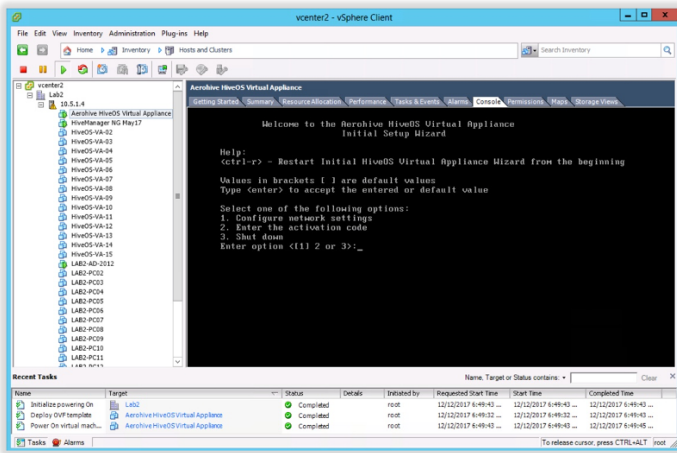 vcenter2 - vSphere Client
File Edit View Inventory Administration Plug-ins Help
Home Inventory Hosts and Clusters
Search Inventory
vcenter2
Lab2
10.5.1.4
Aerohive HiveOS Virtual Appliance
HiveManager NG May17
HiveOS-VA-02
HiveOS-VA-03
HiveOS-VA-04
HiveOS-VA-05
HiveOS-VA-06
HiveOS-VA-07
HiveOS-VA-08
HiveOS-VA-09
HiveOS-VA-10
HiveOS-VA-11
HiveOS-VA-12
HiveOS-VA-13
HiveOS-VA-14
HiveOS-VA-15
LAB2-AD-2012
LAB2-PC02
LAB2-PC03
LAB2-PC04
LAB2-PC05
LAB2-PC06
LAB2-PC07
LAB2-PC08
LAB2-PC09
LAB2-PC10
LAB2-PC11
Aerohive HiveOS Virtual Appliance
Getting Started Summary Resource Allocation Performance Tasks & Events Alarms Console Permissions Maps Storage Views
Welcome to the Aerohive HiveOS Virtual Appliance
Initial Setup Wizard
Help:
<ctrl-r> - Restart Initial HiveOS Virtual Appliance Wizard from the beginning
Values in brackets [ ] are default values
Type <enter> to accept the entered or default value
Select one of the following options:
1. Configure network settings
2. Enter the activation code
3. Shut down
Enter option <[1] 2 or 3>:_
Recent Tasks
Name, Target or Status contains:
Clear
Name Target Status Details Initiated by Requested Start Time Start Time Completed Time
Initialize powering On Lab2 Completed root 12/12/2017 6:49:43 ... 12/12/2017 6:49:43 ... 12/12/2017 6:49:43 ...
Deploy OVF template Aerohive HiveOS Virtual Appliance Completed root 12/12/2017 6:49:32 ... 12/12/2017 6:49:32 ... 12/12/2017 6:49:43 ...
Power On virtual mach... Aerohive HiveOS Virtual Appliance Completed root 12/12/2017 6:49:43 ... 12/12/2017 6:49:43 ... 12/12/2017 6:49:45 ...
Tasks Alarms
To release cursor, press CTRL+ALT root